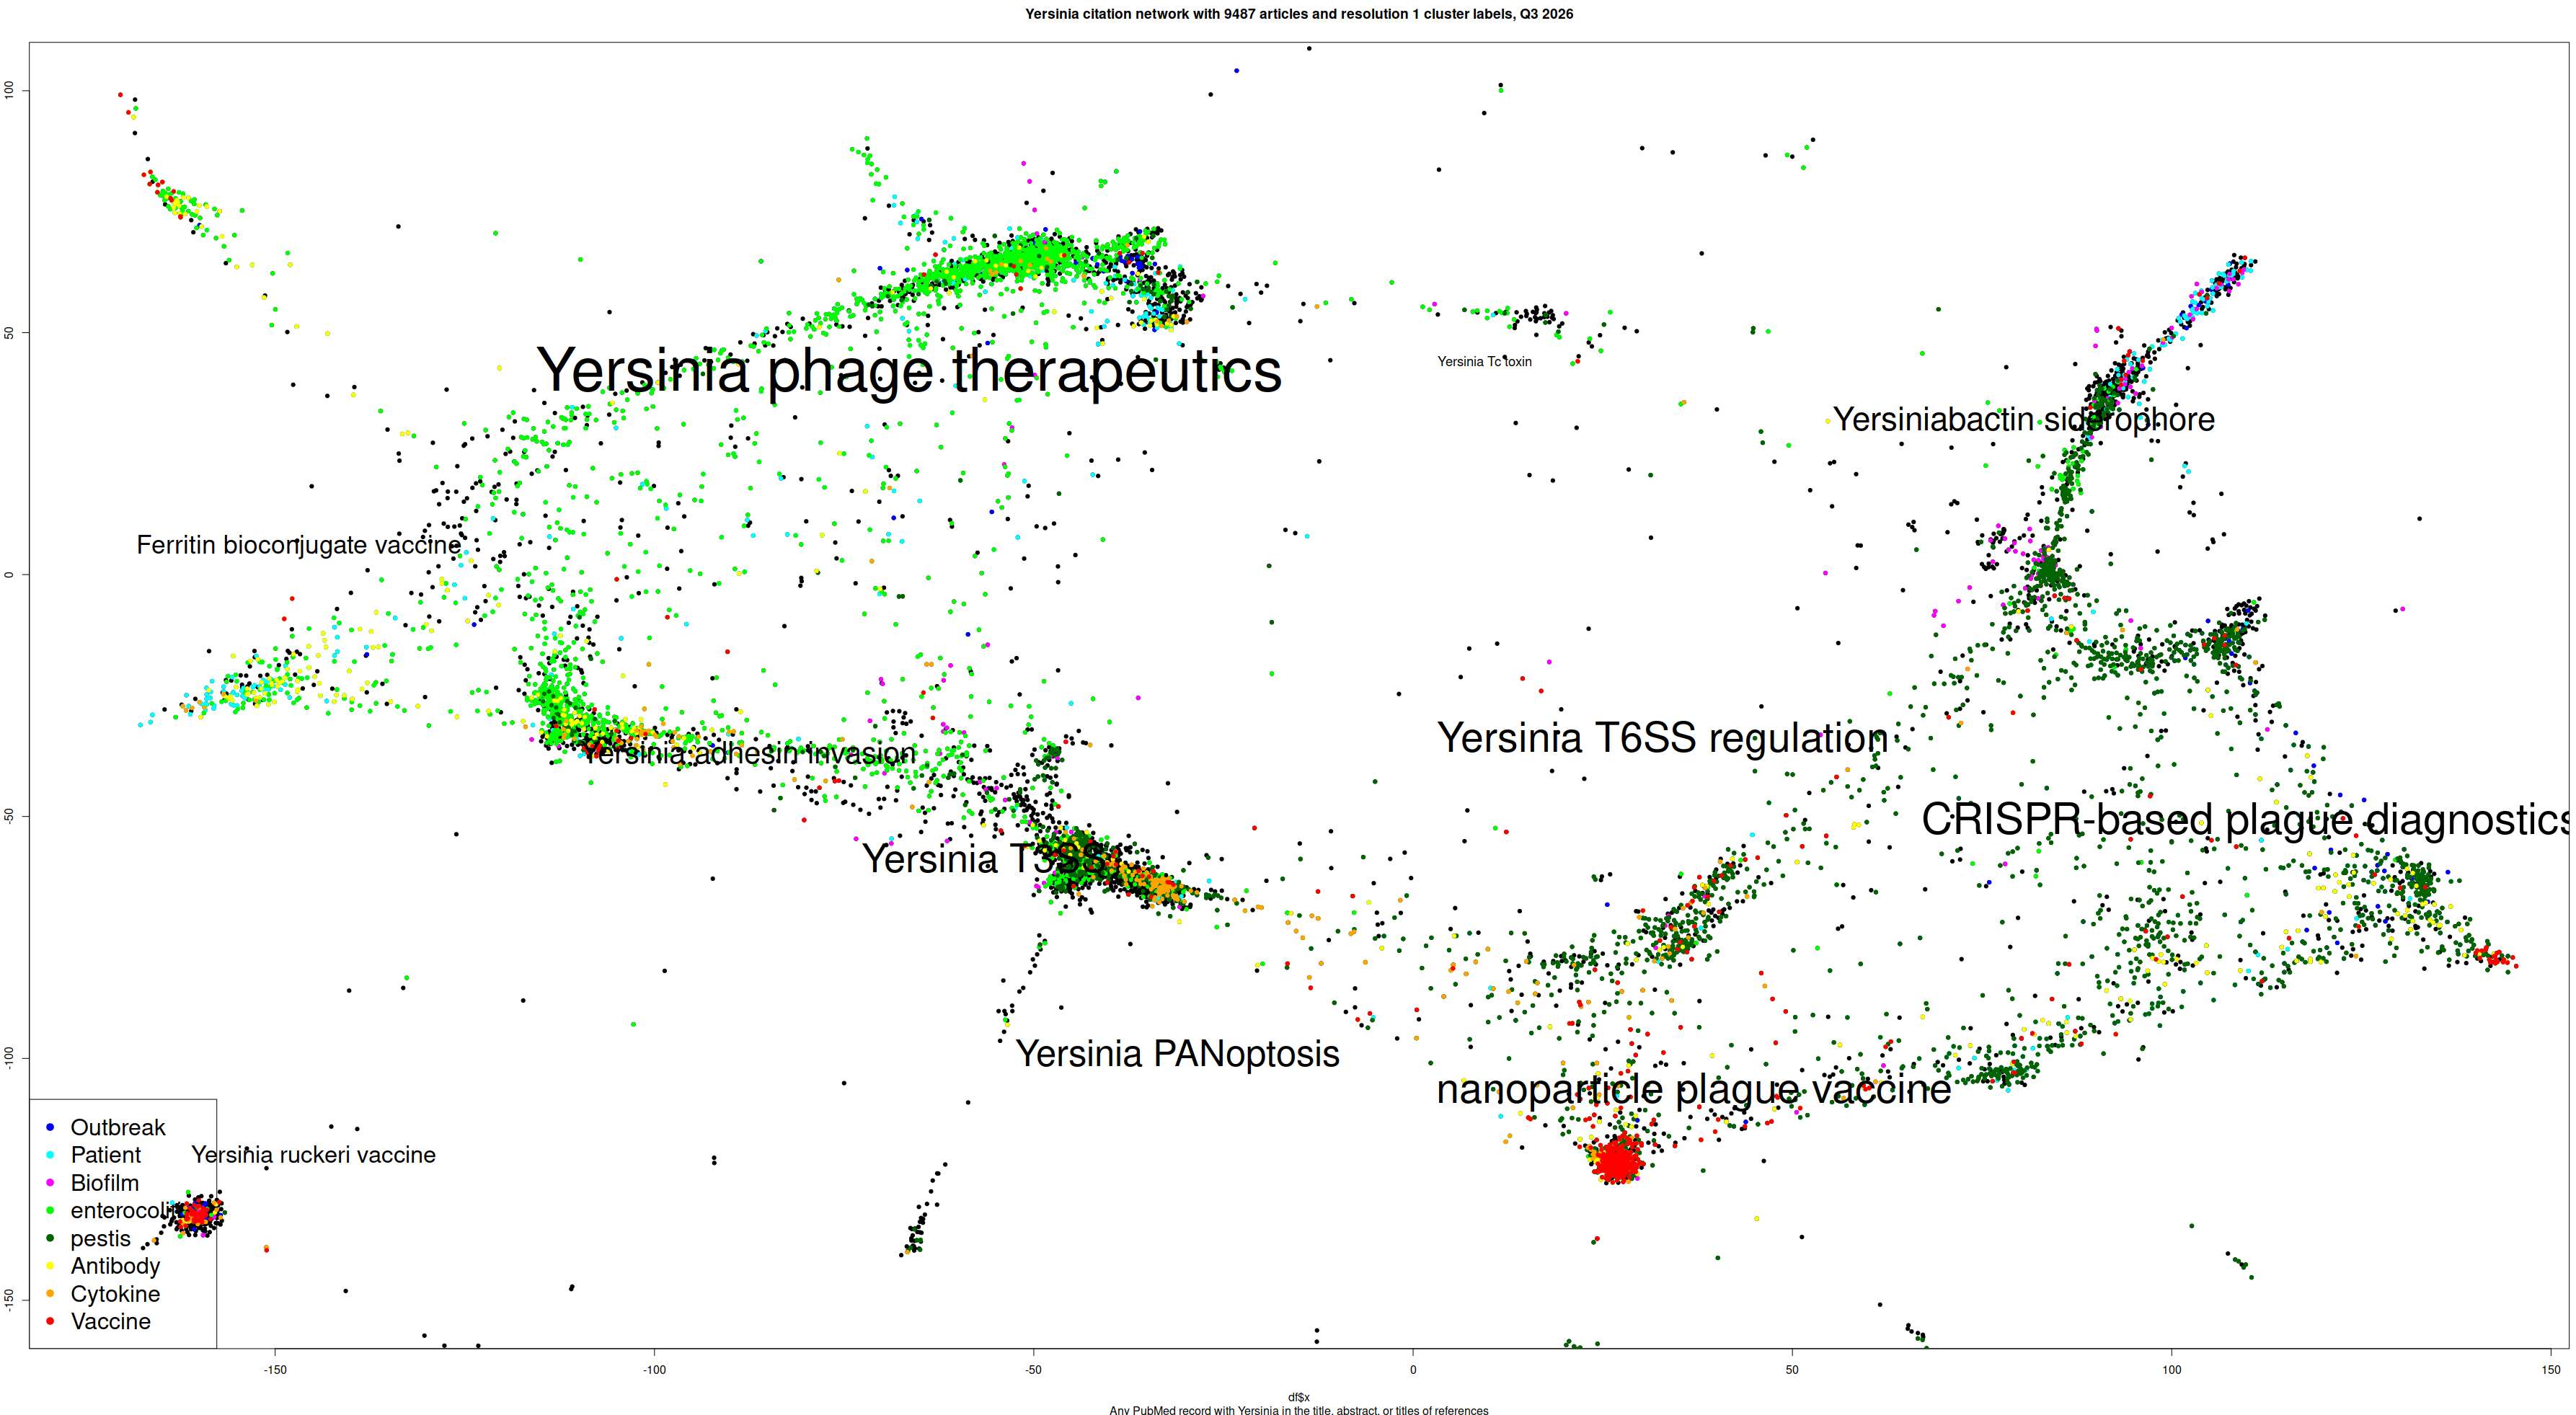 Yersinia citation network with 9487 articles and resolution 1 cluster labels, Q3 2026
100
50
0
-50
-100
-150
Yersinia phage therapeutics
Yersinia Tc toxin
Yersiniabactin siderophore
Ferritin bioconjugate vaccine
Yersinia adhesin invasion
Yersinia T6SS regulation
CRISPR-based plague diagnostics
Yersinia T3SS
Yersinia PANoptosis
nanoparticle plague vaccine
Yersinia ruckeri vaccine
Outbreak
Patient
Biofilm
enterocoli
pestis
Antibody
Cytokine
Vaccine
-150
-100
-50
0
50
100
150
df$x
Any PubMed record with Yersinia in the title, abstract, or titles of references